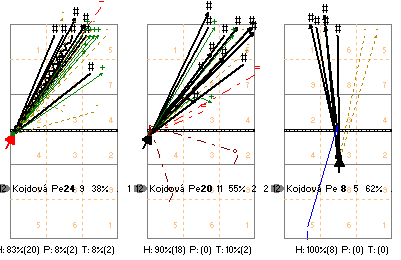 12 Kojdová Pe24 9 38% 1
12 Kojdová Pe20 11 55% 2 2
12 Kojdová Pe 8 5 62%
H: 83%(20) P: 8%(2) T: 8%(2)
H: 90%(18) P: (0) T: 10%(2)
H: 100%(8) P: (0) T: (0)